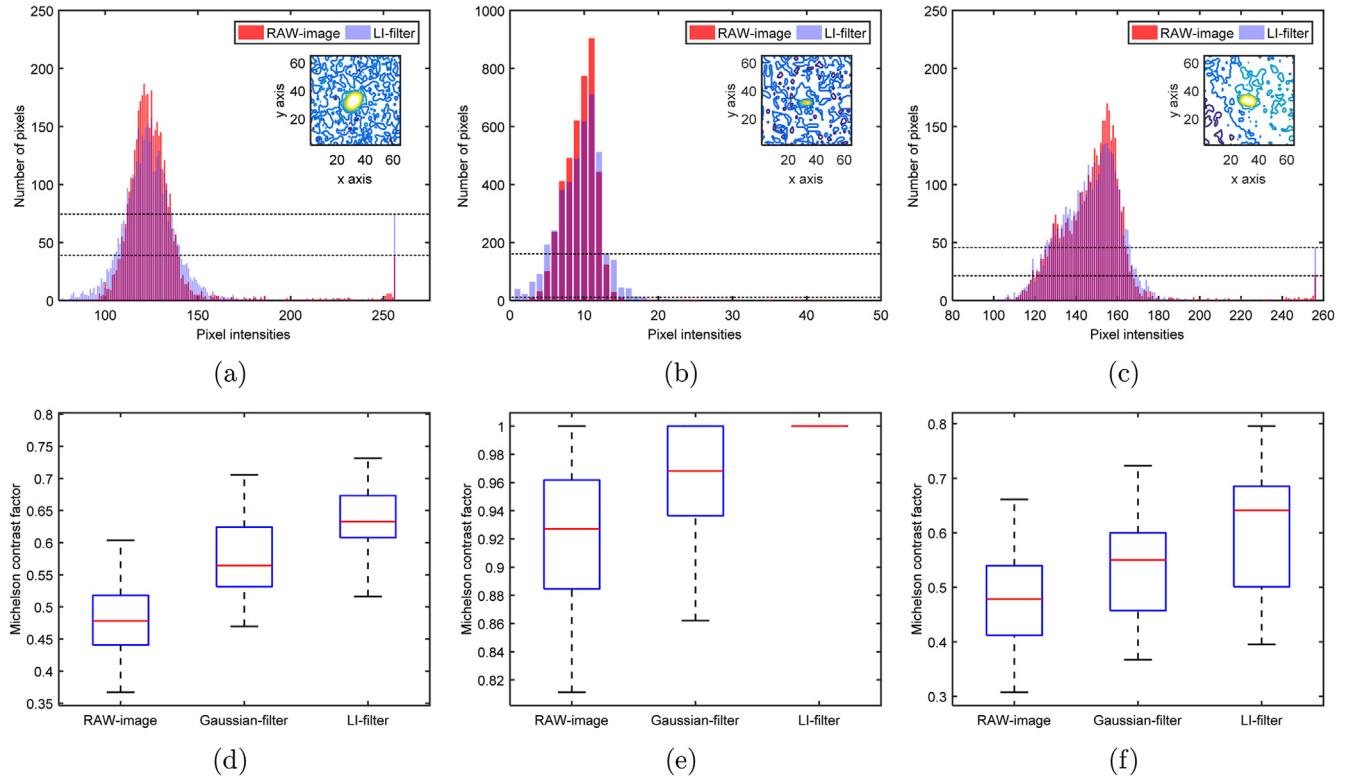 250
200
150
100
50
0
Number of pixels
RAW-image LI-filter
60
40
20
y axis
20 40 60
x axis
100 150 200 250
Pixel intensities
(a)
1000
800
600
400
200
0
Number of pixels
RAW-image LI-filter
60
40
20
y axis
20 40 60
x axis
0 10 20 30 40 50
Pixel intensities
(b)
250
200
150
100
50
0
Number of pixels
RAW-image LI-filter
60
40
20
y axis
20 40 60
x axis
80 100 120 140 160 180 200 220 240 260
Pixel intensities
(c)
0.8
0.75
0.7
0.65
0.6
0.55
0.5
0.45
0.4
0.35
Michelson contrast factor
RAW-image Gaussian-filter LI-filter
(d)
1
0.98
0.96
0.94
0.92
0.9
0.88
0.86
0.84
0.82
Michelson contrast factor
RAW-image Gaussian-filter LI-filter
(e)
0.8
0.7
0.6
0.5
0.4
0.3
Michelson contrast factor
RAW-image Gaussian-filter LI-filter
(f)